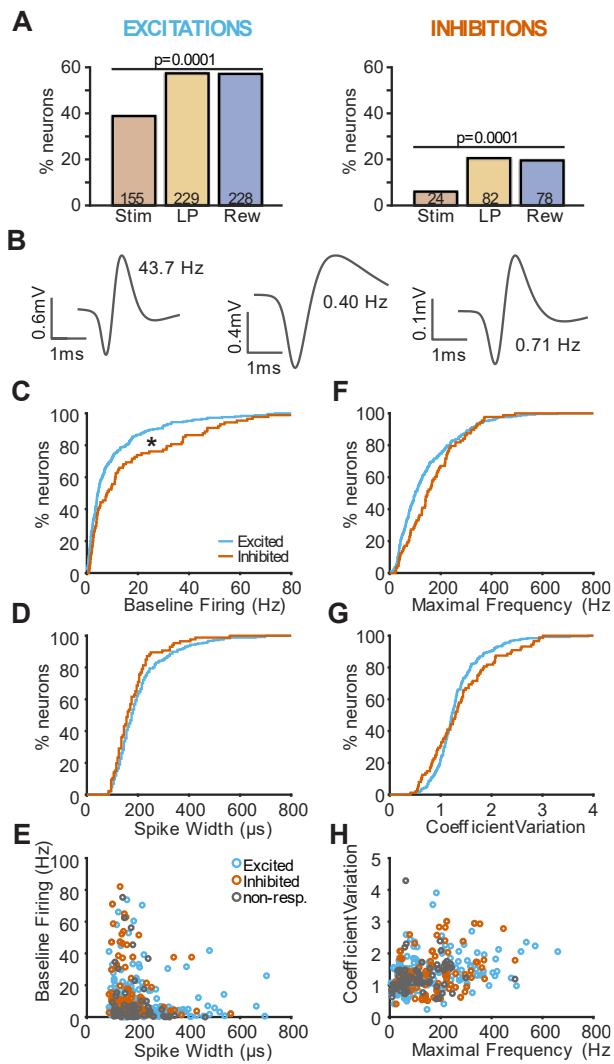 A
EXCITATIONS
INHIBITIONS
p=0.0001
60
40
20
0
% neurons
155
229
228
Stim
LP
Rew
p=0.0001
60
40
20
0
% neurons
24
82
78
Stim
LP
Rew
B
43.7 Hz
0.6mV
1ms
0.40 Hz
0.4mV
1ms
0.71 Hz
0.1mV
1ms
C
100
80
60
40
20
0
% neurons
*
Excited
Inhibited
0
20
40
60
80
Baseline Firing (Hz)
F
100
80
60
40
20
0
% neurons
0
200
400
600
800
Maximal Frequency (Hz
D
100
80
60
40
20
0
% neurons
0
200
400
600
800
Spike Width (µs)
G
100
80
60
40
20
0
% neurons
0
1
2
3
4
CoefficientVariation
E
100
80
60
40
20
0
Baseline Firing (Hz)
Excited
Inhibited
non-resp.
0
200
400
600
800
Spike Width (µs)
H
5
4
3
2
1
0
CoefficientVariation
0
200
400
600
800
Maximal Frequency (Hz